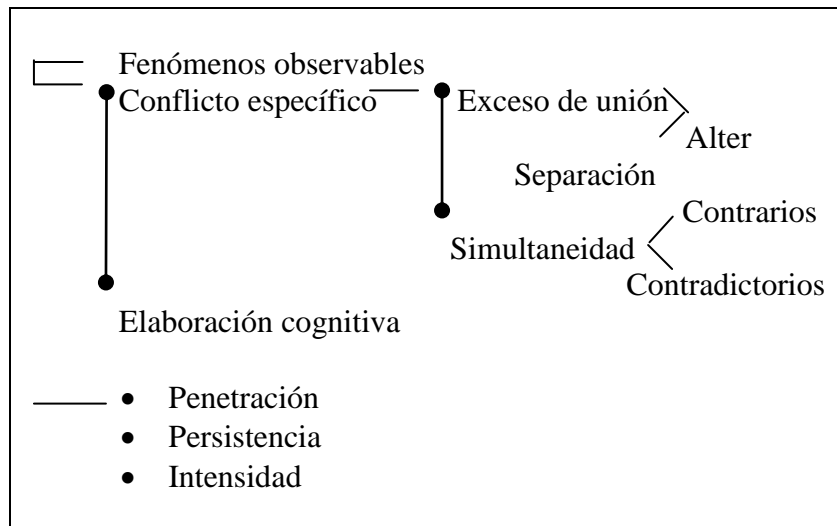 Fenómenos observables
Conflicto específico
Exceso de unión
Alter
Separación
Contrarios
Simultaneidad
Contradictorios
Elaboración cognitiva
• Penetración
• Persistencia
• Intensidad